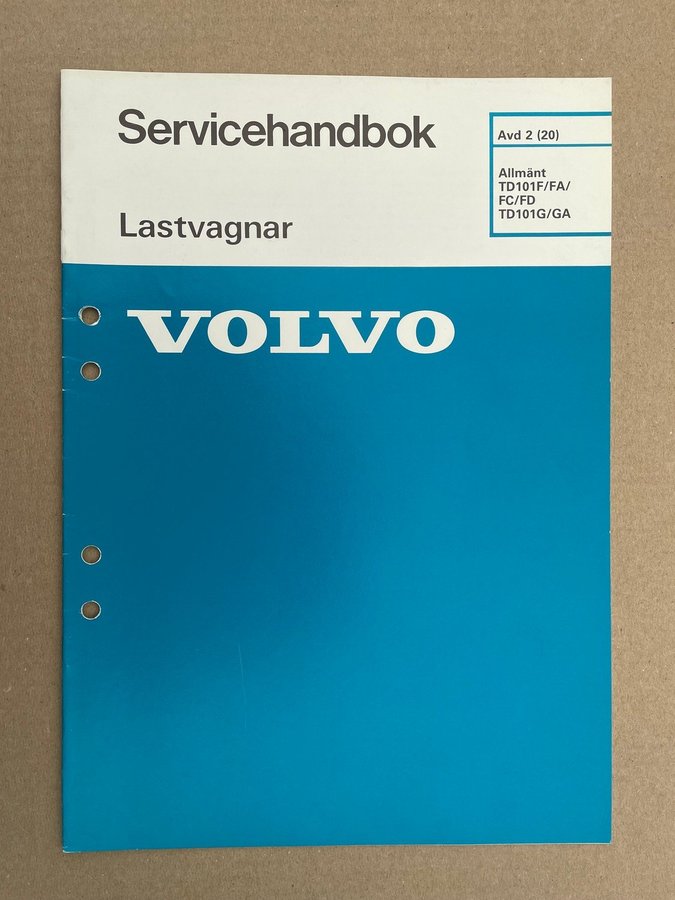 Servicehandbok
Lastvagnar
Avd 2 (20)
Allmänt
TD101F/FA/
FC/FD
TD101G/GA
VOLVO